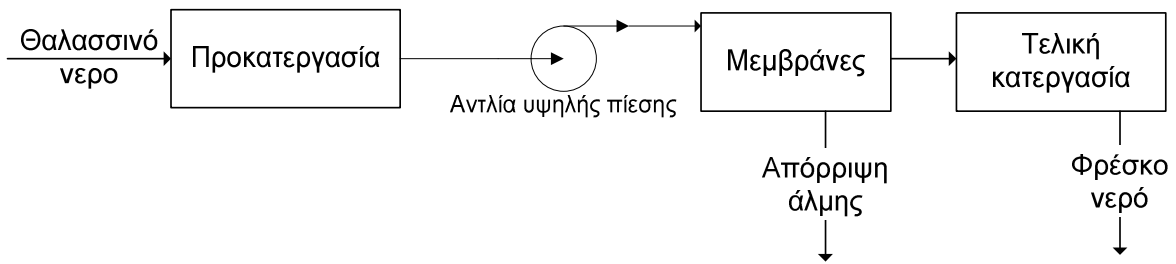 Θαλασσινό
νερο
Προκατεργασία
Αντλία υψηλής πίεσης
Μεμβράνες
Απόρριψη
άλμης
Τελική
κατεργασία
Φρέσκο
νερό